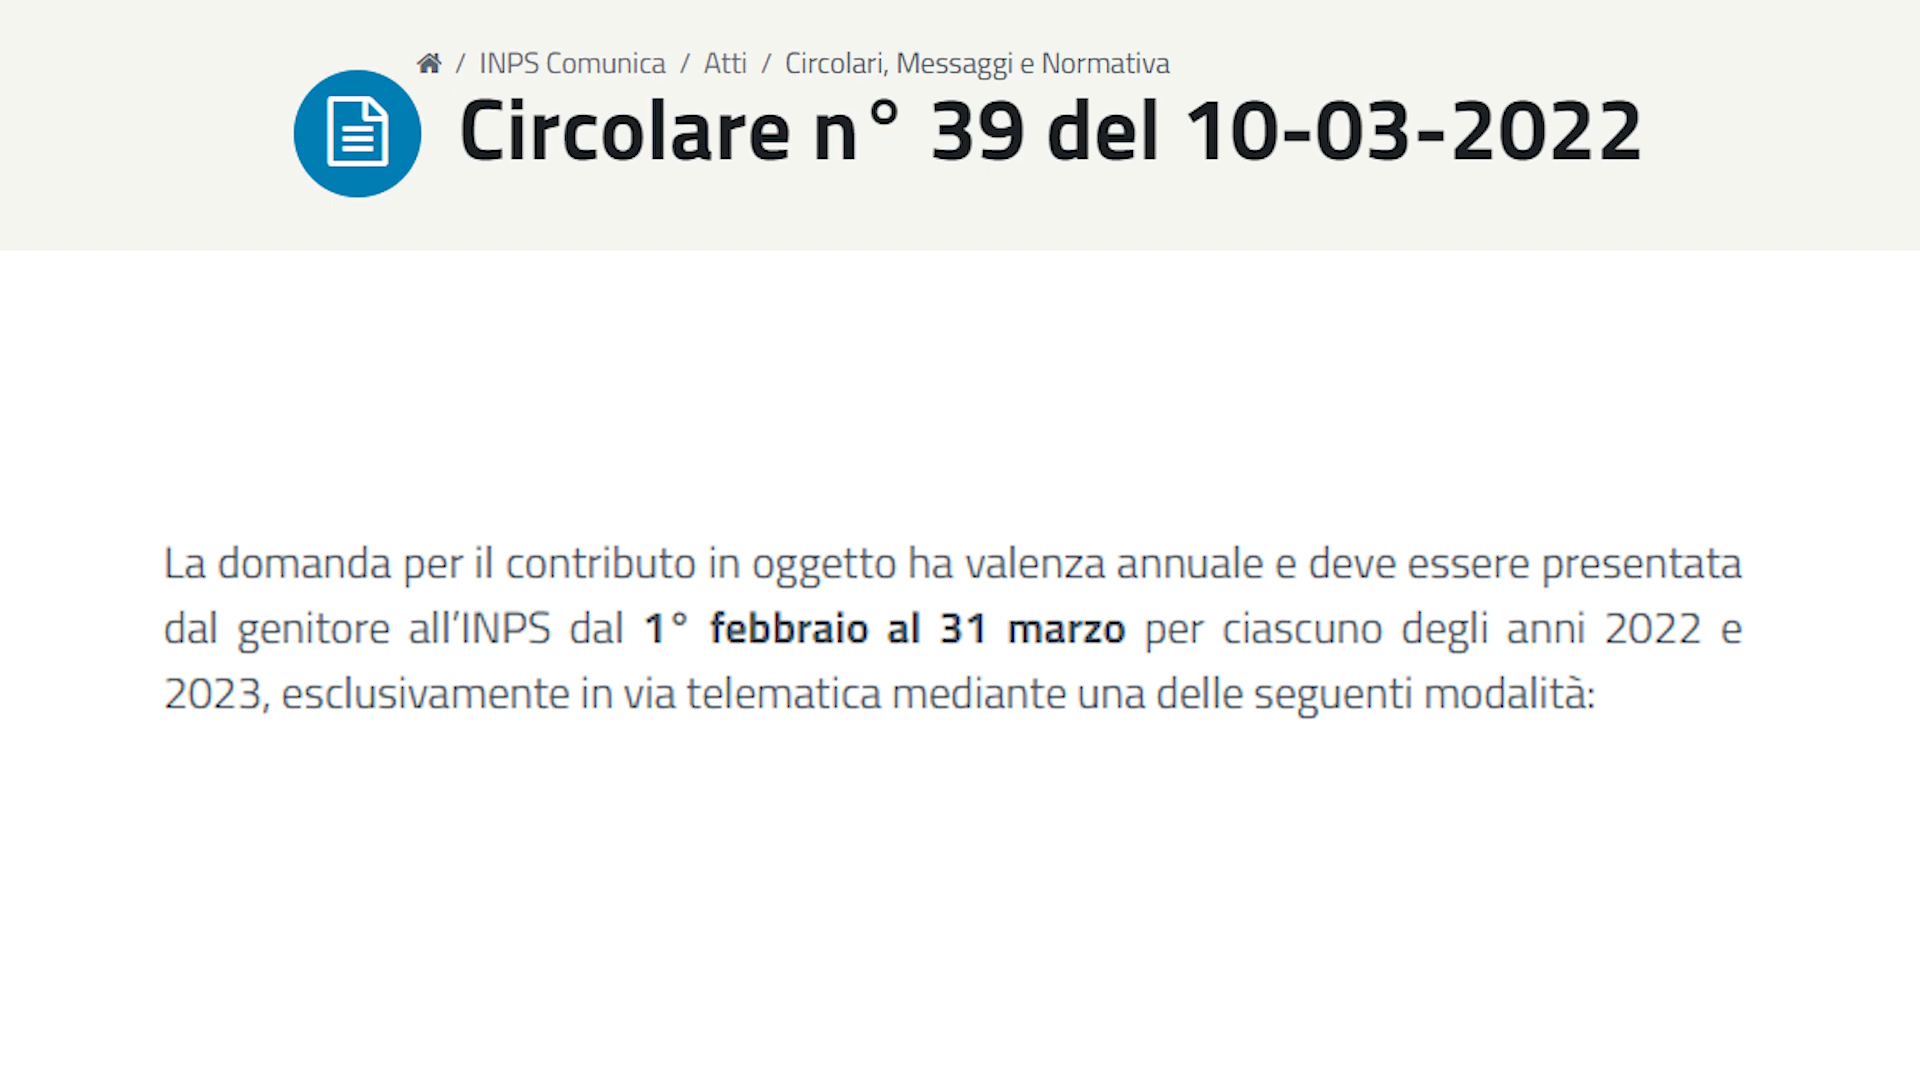 / INPS Comunica / Atti / Circolari, Messaggi e Normativa
Circolare n° 39 del 10-03-2022
La domanda per il contributo in oggetto ha valenza annuale e deve essere presentata
dal genitore all’INPS dal 1° febbraio al 31 marzo per ciascuno degli anni 2022 e
2023, esclusivamente in via telematica mediante una delle seguenti modalità: